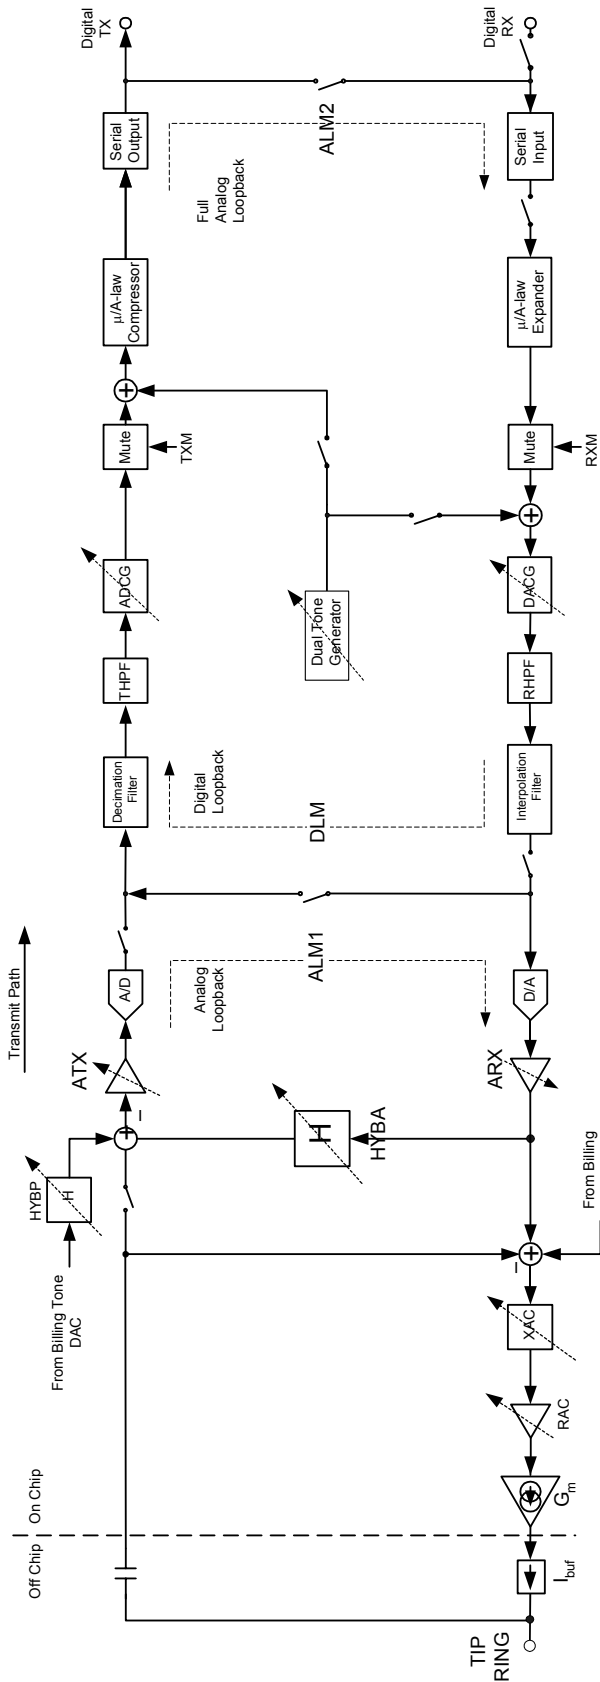 Off Chip
On Chip
Transmit Path
TIP
RING
I buf
G m
RAC
XAC
From Billing
From Billing Tone
DAC
HYBP
H
+
–
ATX
A/D
Decimation
Filter
THPF
ADCG
Mute
TXM
+
μ/A-law
Compressor
Serial
Output
Digital
TX
H
HYBA
Analog
Loopback
ALM1
Digital
Loopback
DLM
Dual Tone
Generator
Full
Analog
Loopback
ALM2
+
–
ARX
D/A
Interpolation
Filter
RHPF
DACG
+
Mute
RXM
μ/A-law
Expander
Serial
Input
Digital
RX